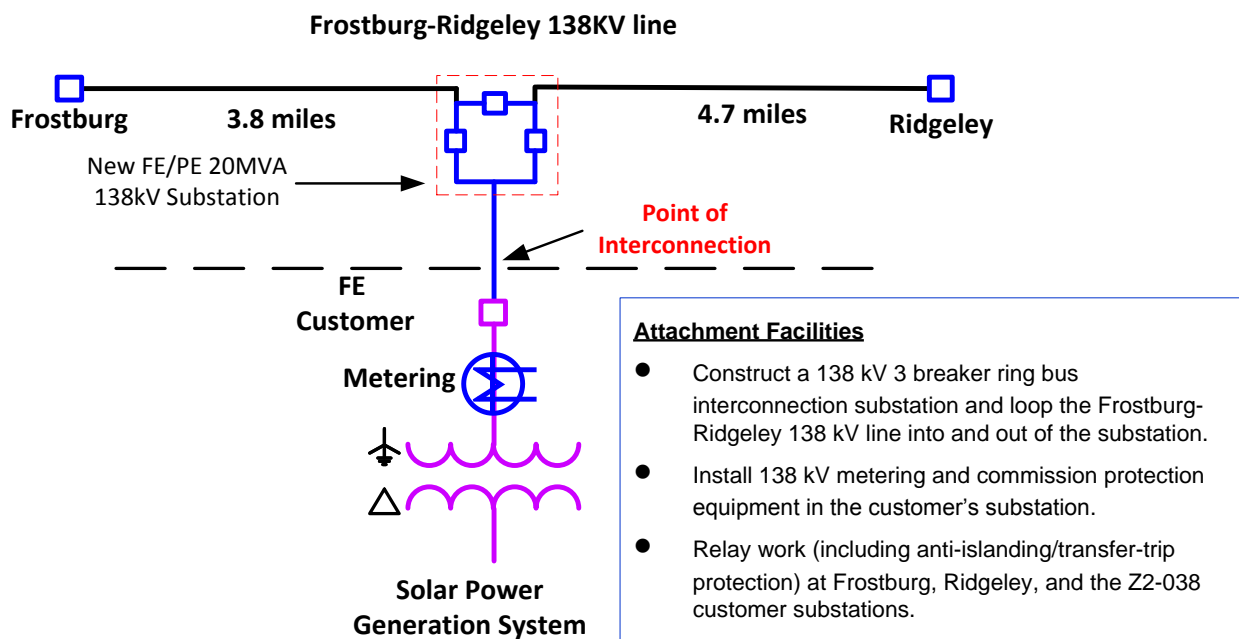 Frostburg-Ridgeley 138KV line
Frostburg
3.8 miles
4.7 miles
Ridgeley
New FE/PE 20MVA
138kV Substation
Point of
Interconnection
FE
Customer
Metering
Solar Power
Generation System
Attachment Facilities
● Construct a 138 kV 3 breaker ring bus
interconnection substation and loop the Frostburg-
Ridgeley 138 kV line into and out of the substation.
● Install 138 kV metering and commission protection
equipment in the customer’s substation.
● Relay work (including anti-islanding/transfer-trip
protection) at Frostburg, Ridgeley, and the Z2-038
customer substations.